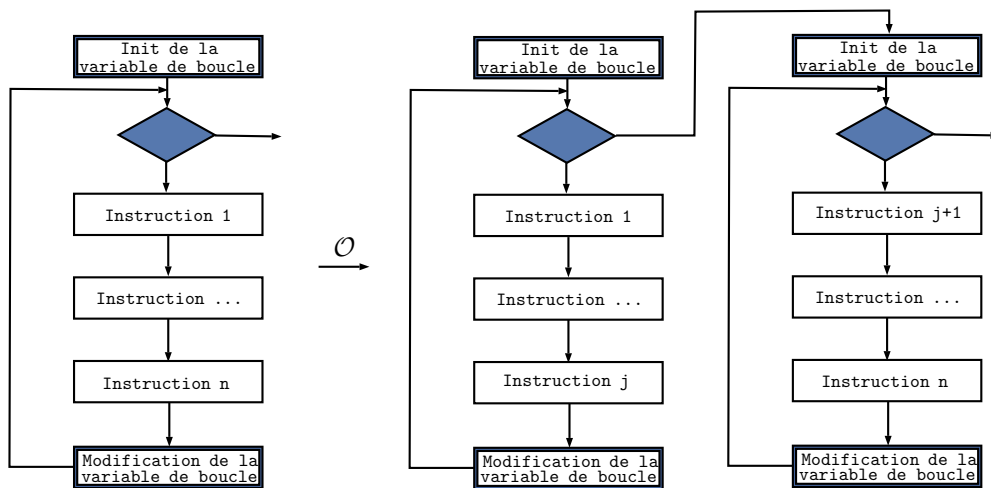 Init de la
variable de boucle
Instruction 1
Instruction ...
Instruction n
Modification de la
variable de boucle
𝒪
Init de la
variable de boucle
Instruction 1
Instruction ...
Instruction j
Modification de la
variable de boucle
Init de la
variable de boucle
Instruction j+1
Instruction ...
Instruction n
Modification de la
variable de boucle